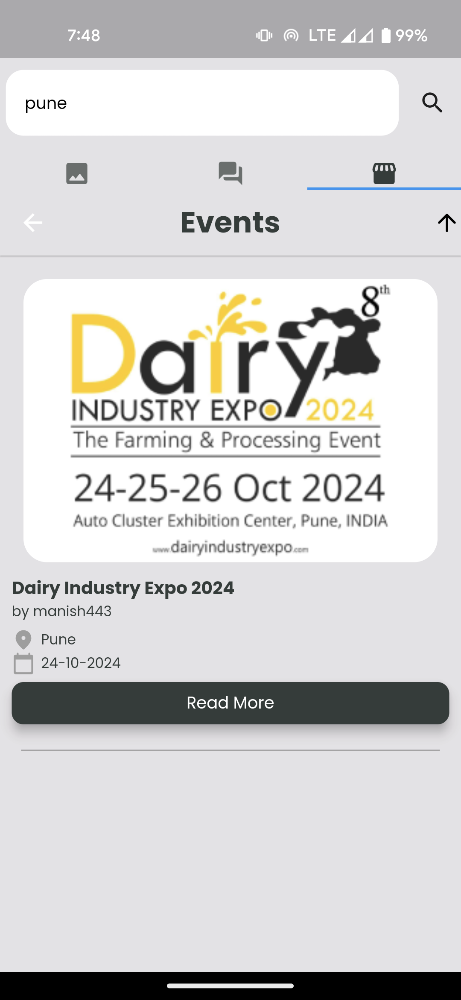 7:48 LTE 99%
pune
Events
8th
Dairy
INDUSTRY EXPO 2024
The Farming & Processing Event
24-25-26 Oct 2024
Auto Cluster Exhibition Center, Pune, INDIA
www.dairyindustryexpo.com
Dairy Industry Expo 2024
by manish443
Pune
24-10-2024
Read More